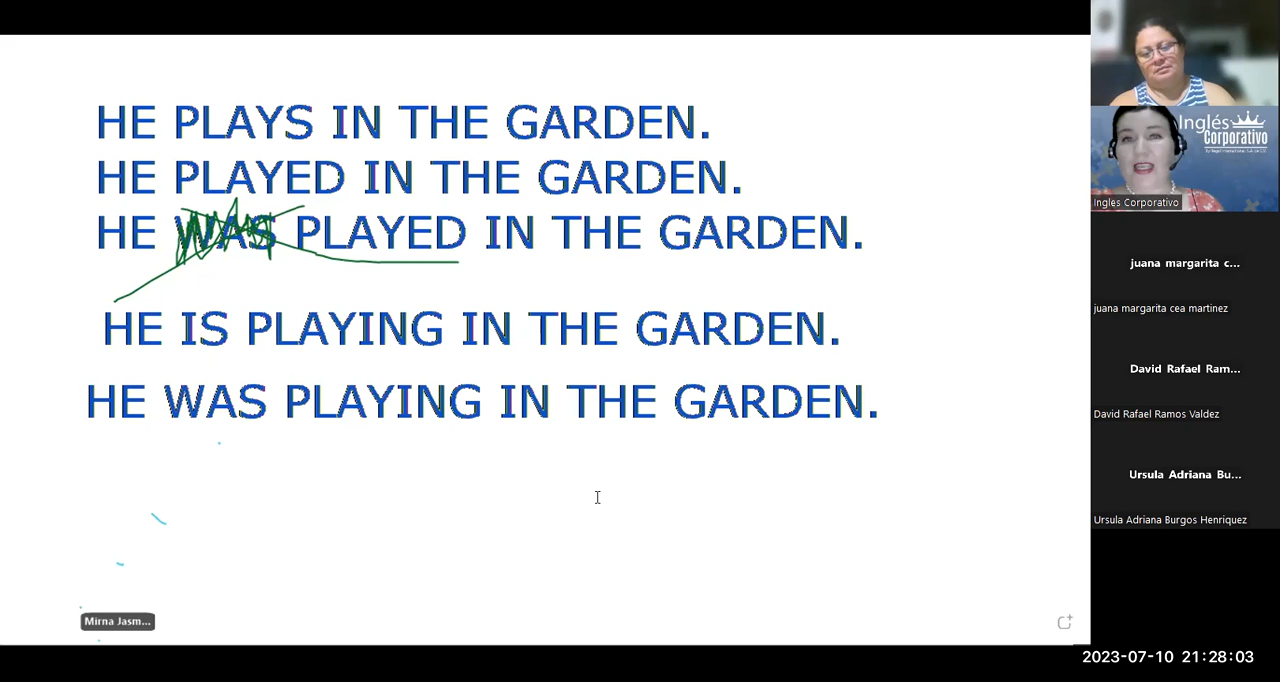 HE PLAYS IN THE GARDEN.
HE PLAYED IN THE GARDEN.
HE WAS PLAYED IN THE GARDEN.
HE IS PLAYING IN THE GARDEN.
HE WAS PLAYING IN THE GARDEN.
Mirna Jasm...
Inglés
Corporativo
Ingles Corporativo
juana margarita c...
juana margarita cea martinez
David Rafael Ram...
David Rafael Ramos Valdez
Ursula Adriana Bu...
Ursula Adriana Burgos Henriquez
2023-07-10 21:28:03